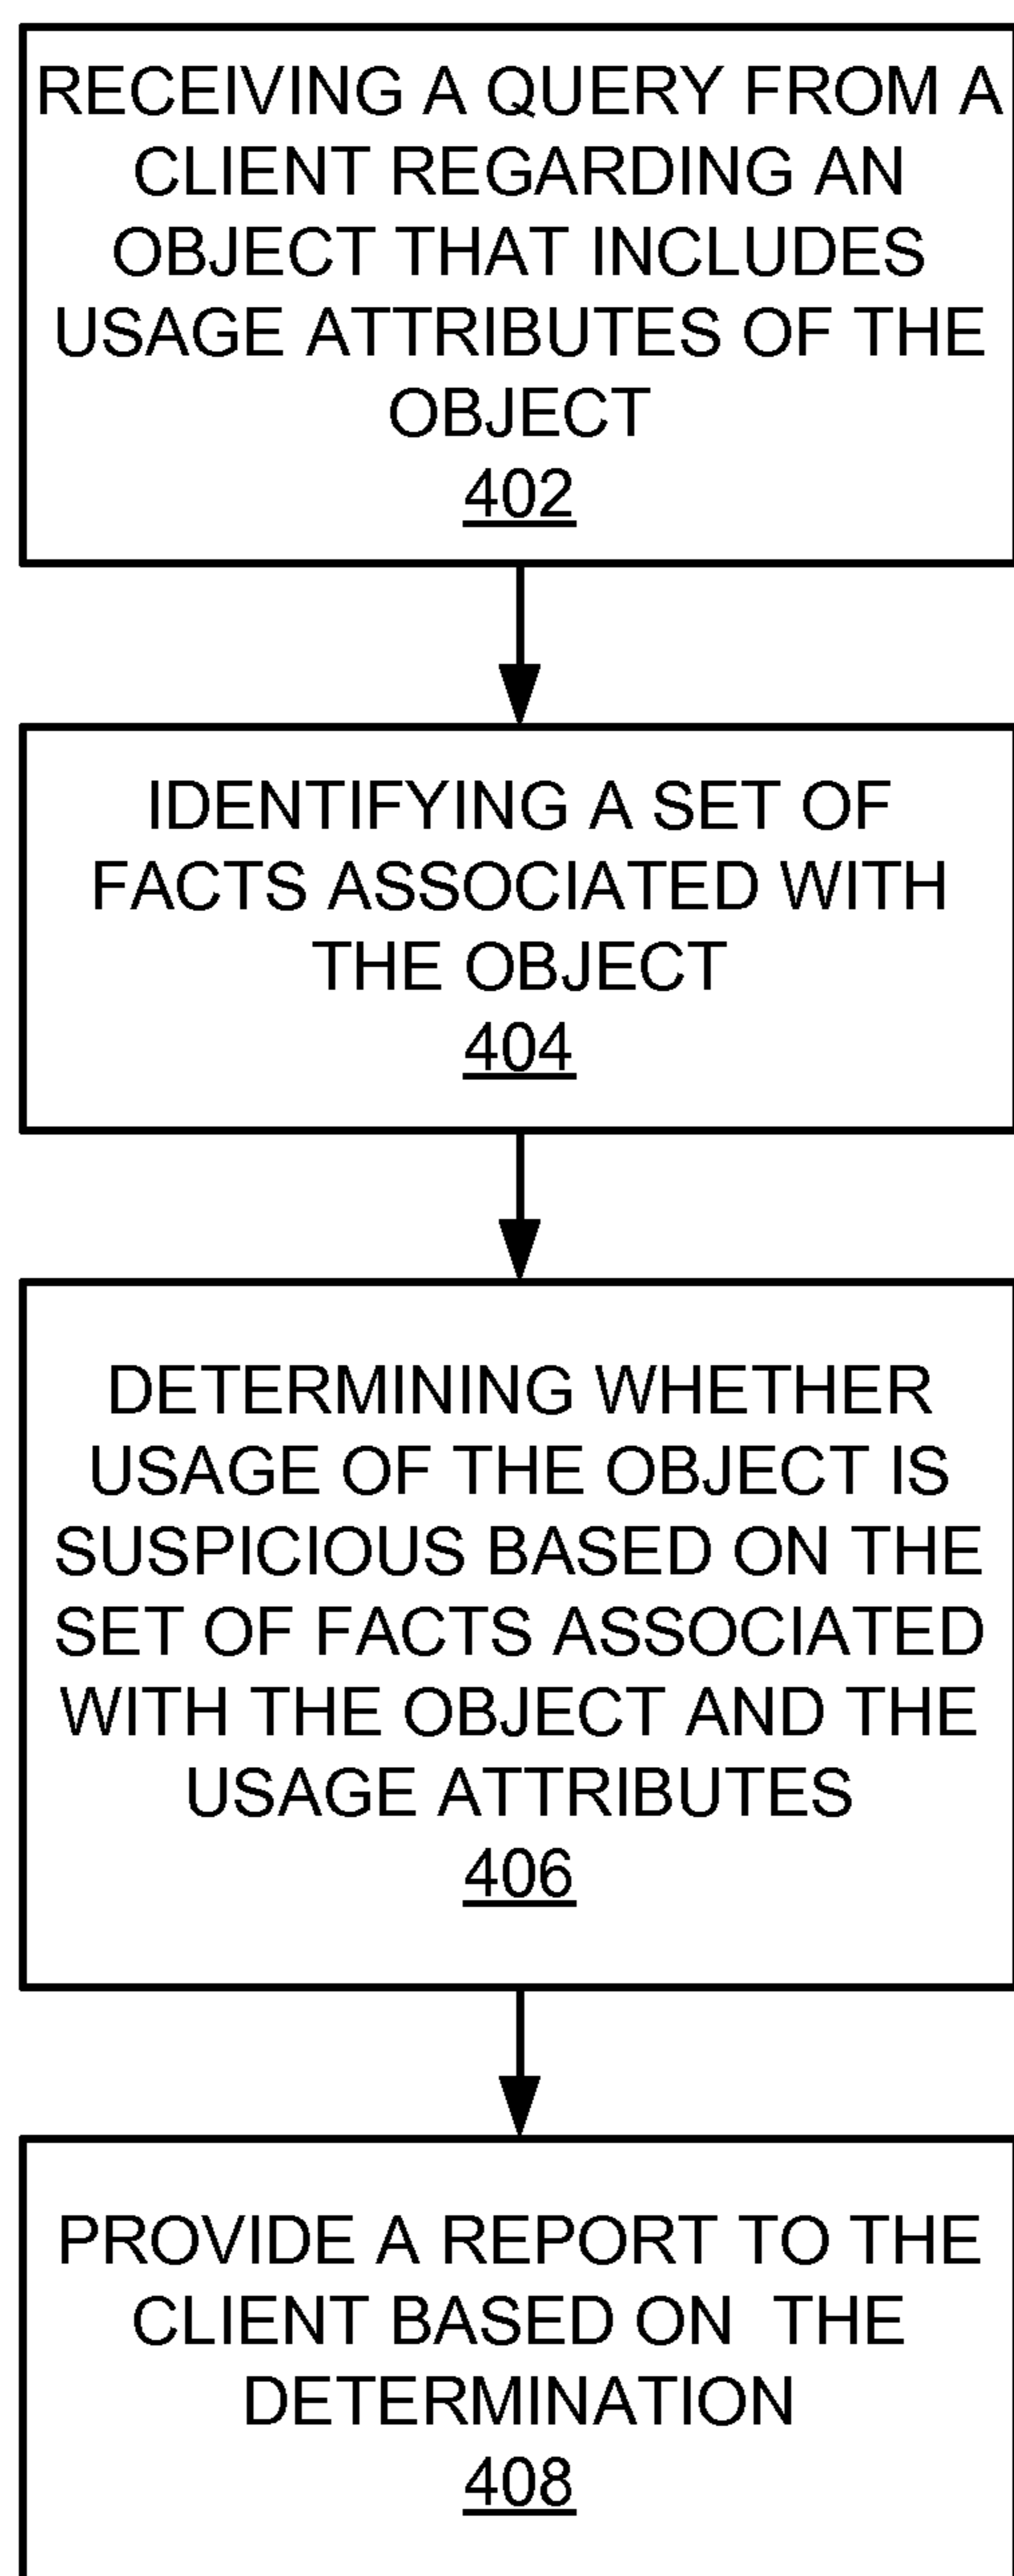 RECEIVING A QUERY FROM A
CLIENT REGARDING AN
OBJECT THAT INCLUDES
USAGE ATTRIBUTES OF THE
OBJECT
402
IDENTIFYING A SET OF
FACTS ASSOCIATED WITH
THE OBJECT
404
DETERMINING WHETHER
USAGE OF THE OBJECT IS
SUSPICIOUS BASED ON THE
SET OF FACTS ASSOCIATED
WITH THE OBJECT AND THE
USAGE ATTRIBUTES
406
PROVIDE A REPORT TO THE
CLIENT BASED ON THE
DETERMINATION
408